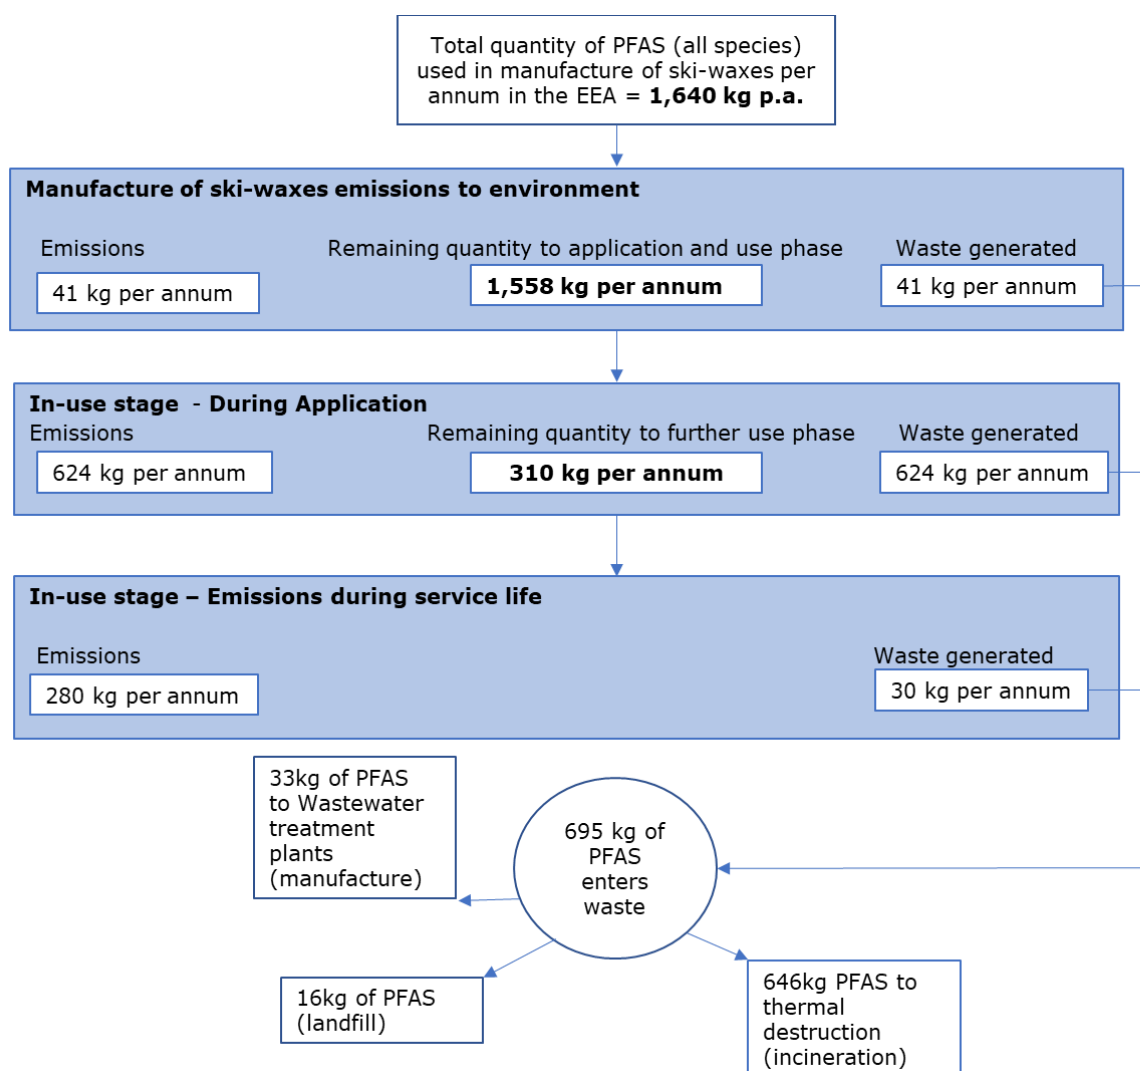 Total quantity of PFAS (all species)
used in manufacture of ski-waxes per
annum in the EEA = 1,640 kg p.a.
Manufacture of ski-waxes emissions to environment
Emissions
Remaining quantity to application and use phase
Waste generated
41 kg per annum
1,558 kg per annum
41 kg per annum
In-use stage - During Application
Emissions
Remaining quantity to further use phase
Waste generated
624 kg per annum
310 kg per annum
624 kg per annum
In-use stage – Emissions during service life
Emissions
Waste generated
280 kg per annum
30 kg per annum
33kg of PFAS
to Wastewater
treatment
plants
(manufacture)
695 kg of
PFAS
enters
waste
16kg of PFAS
(landfill)
646kg PFAS to
thermal
destruction
(incineration)